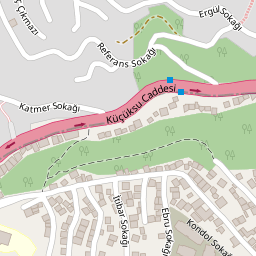 Ergül Sokağı
Çıkmazı
Referans Sokağı
Katmer Sokağı
Küçüksu Caddesi
İtibar Sokağı
Ebru Sokağı
Kondol Sokağı